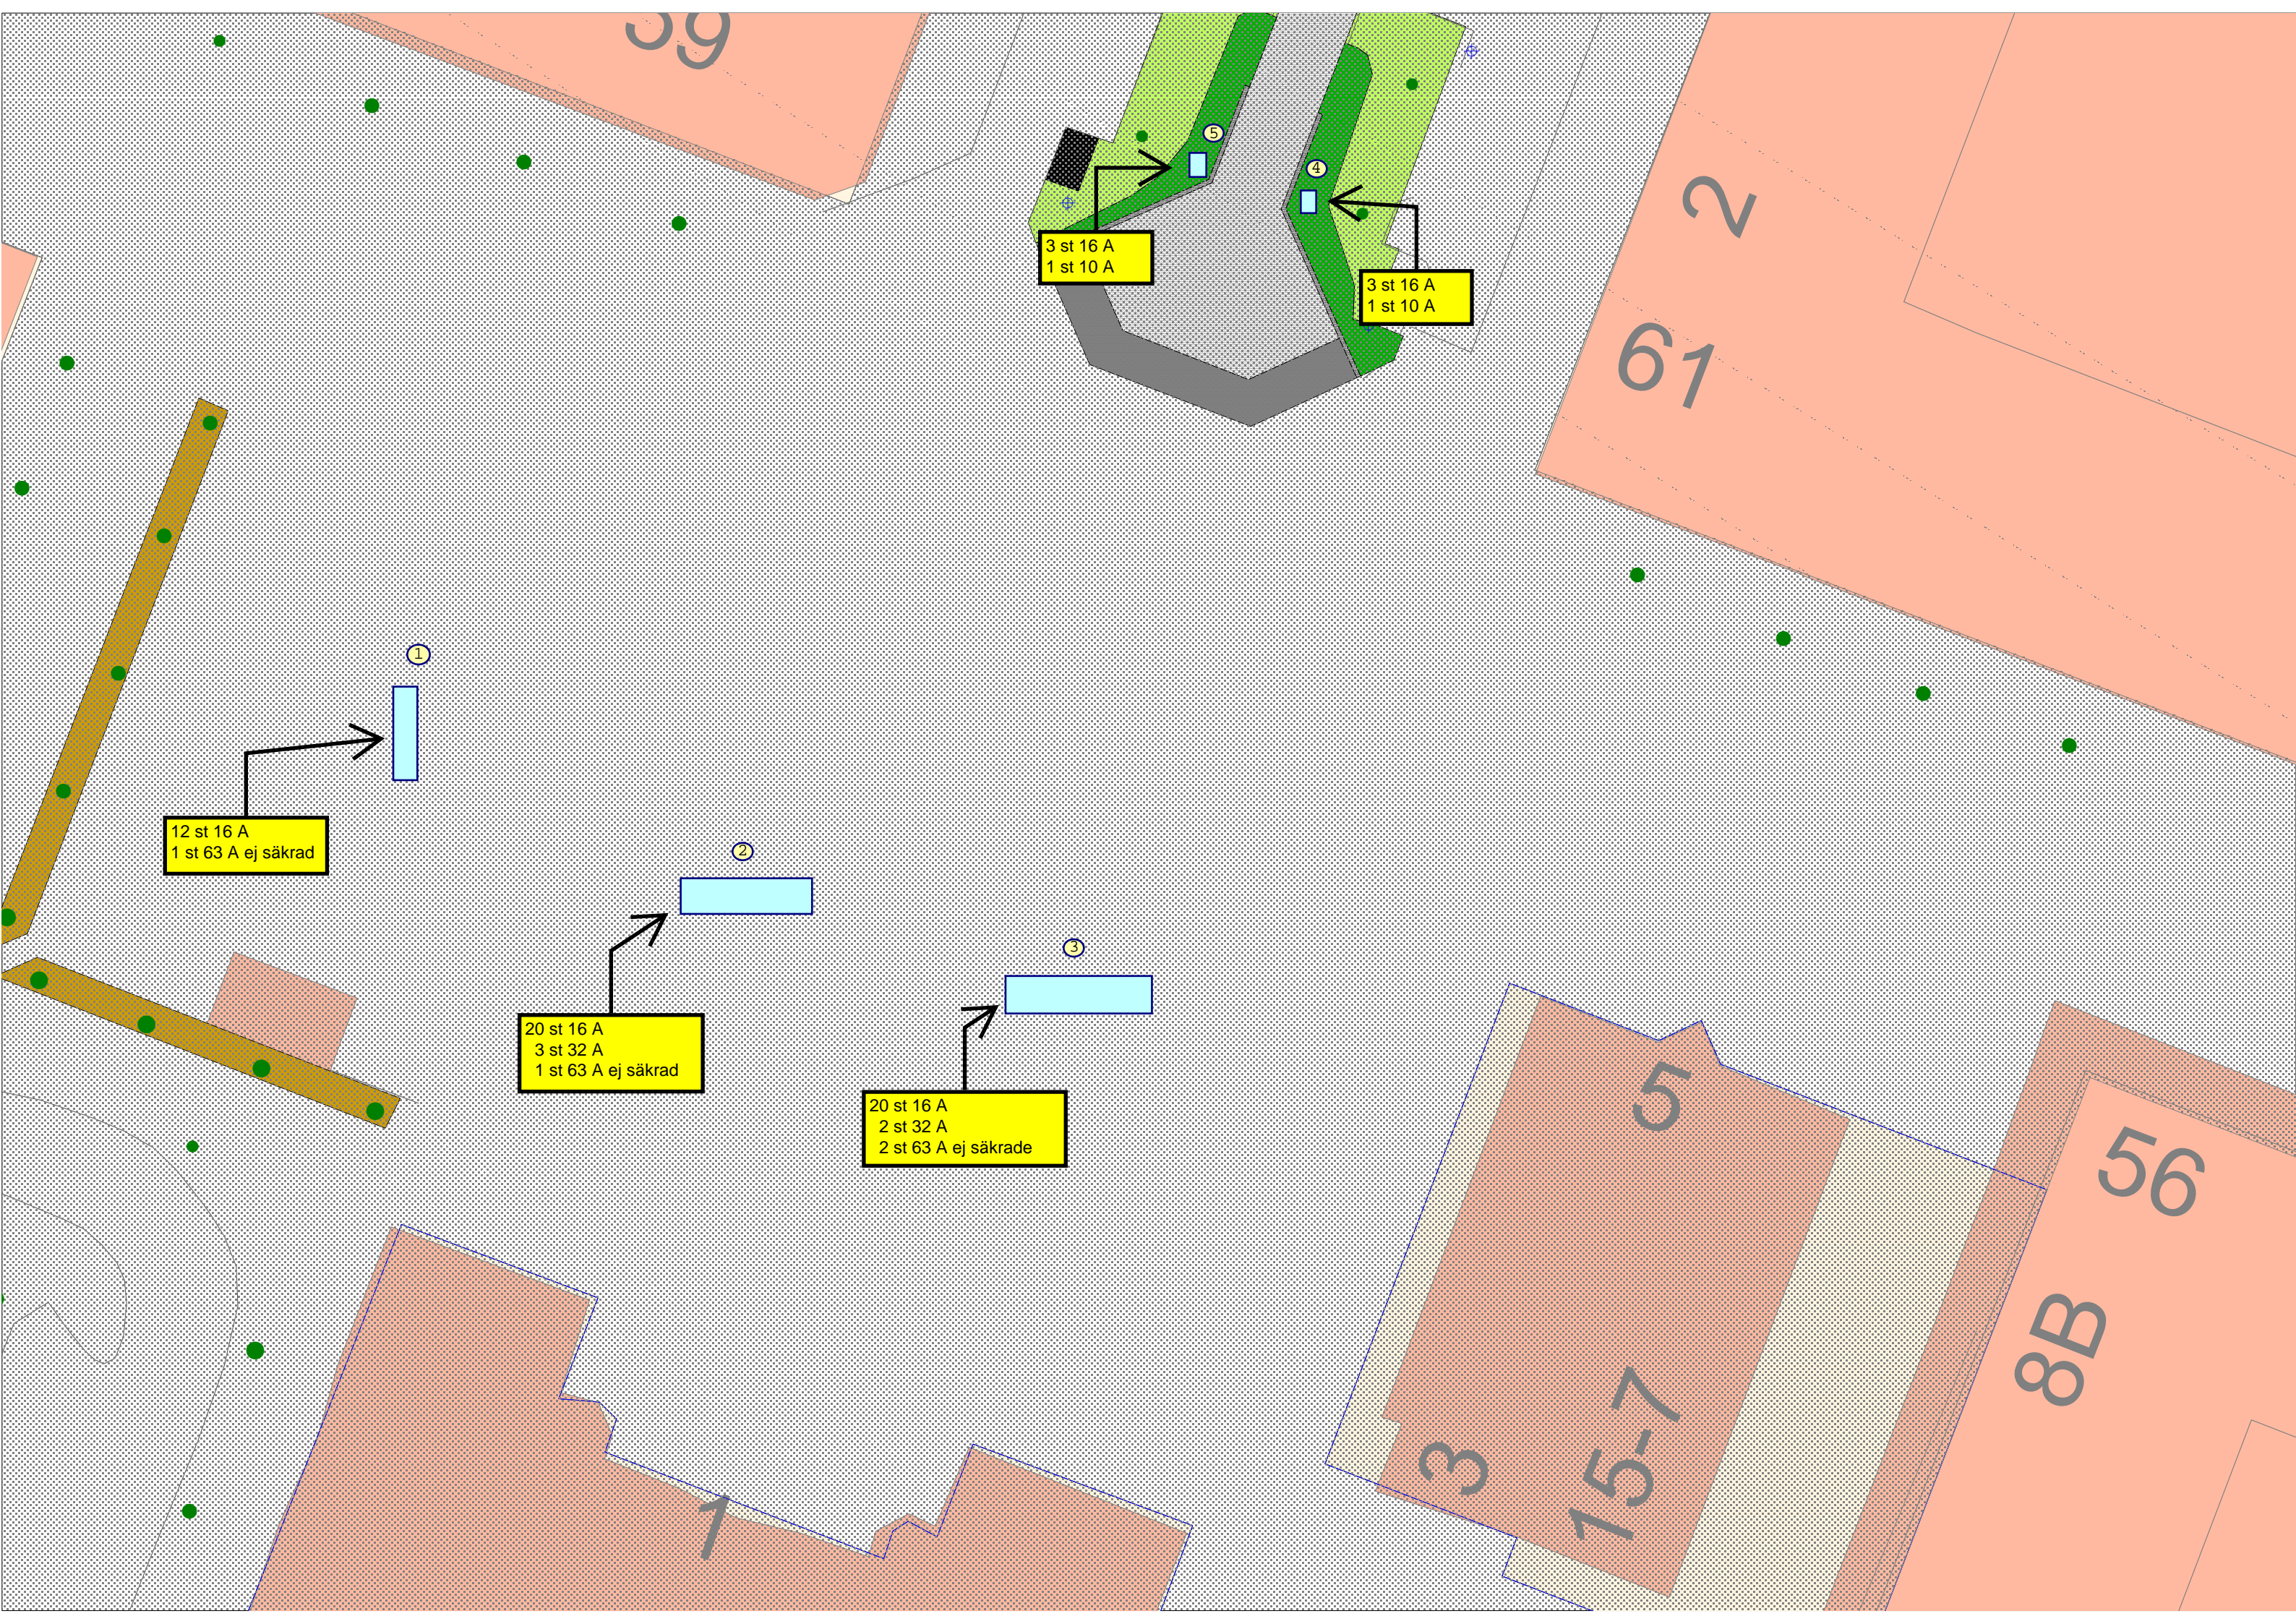 39
5
4
3 st 16 A
1 st 10 A
3 st 16 A
1 st 10 A
2
61
1
12 st 16 A
1 st 63 A ej säkrad
2
20 st 16 A
3 st 32 A
1 st 63 A ej säkrad
3
20 st 16 A
2 st 32 A
2 st 63 A ej säkrade
5
56
8B
3
15-7
1